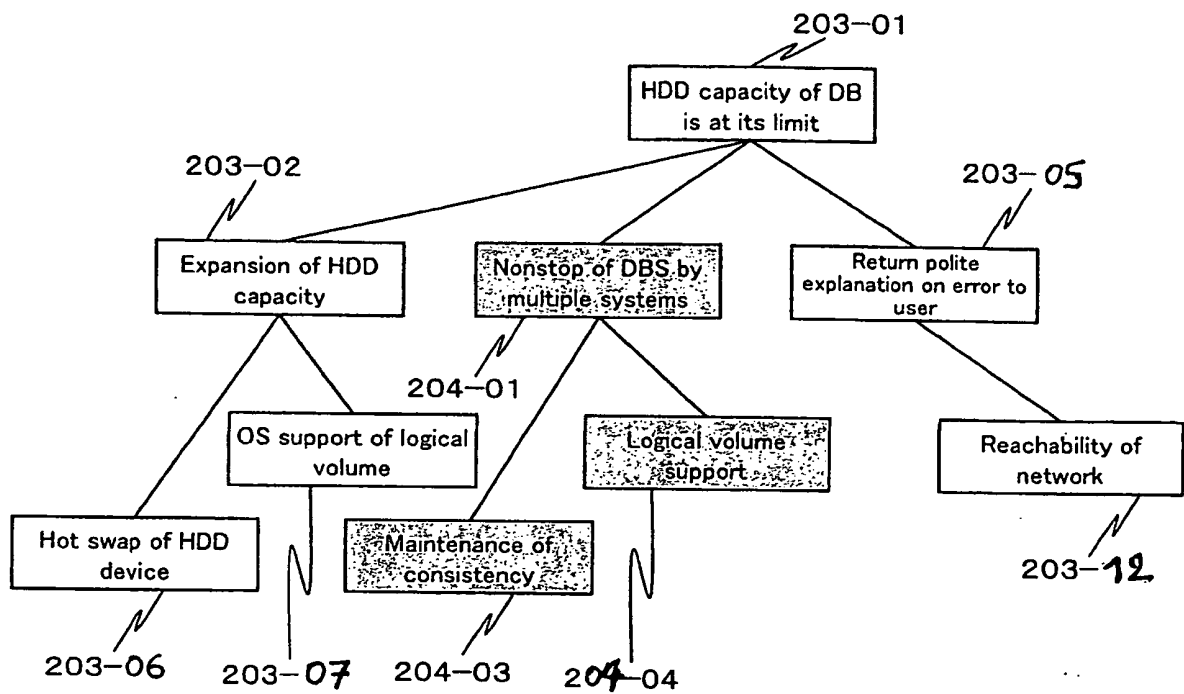 203-01
HDD capacity of DB
is at its limit
203-02
203-05
Expansion of HDD
capacity
Nonstop of DBS by
multiple systems
Return polite
explanation on error to
user
204-01
OS support of logical
volume
Logical volume
support
Reachability of
network
Hot swap of HDD
device
Maintenance of
consistency
203-12
203-06
203-07
204-03
204-04